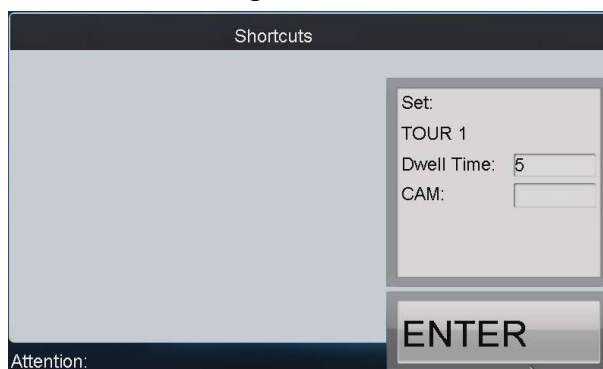 Shortcuts
Set:
TOUR 1
Dwell Time: 5
CAM:
ENTER
Attention: